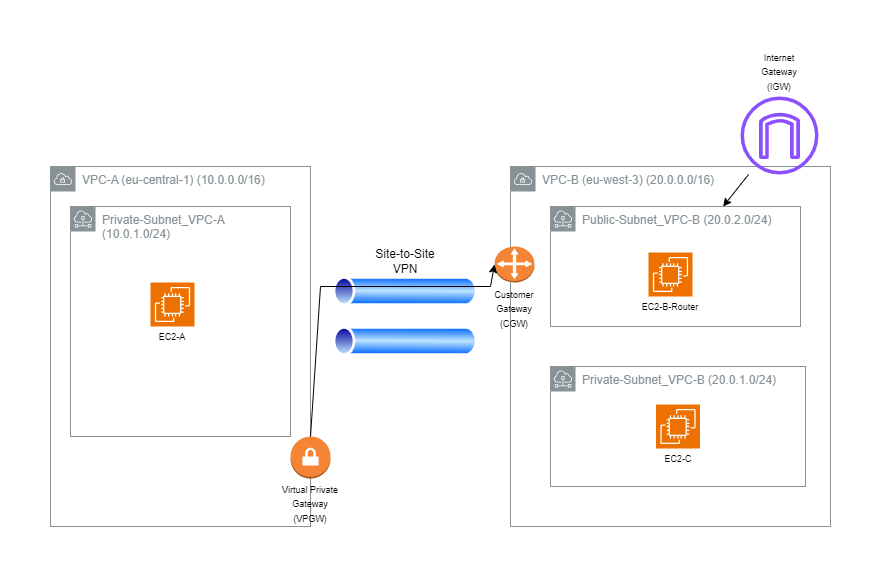 Internet
Gateway
(IGW)
VPC-A (eu-central-1) (10.0.0.0/16)
Private-Subnet_VPC-A
(10.0.1.0/24)
EC2-A
Virtual Private
Gateway
(VPGW)
Site-to-Site
VPN
Customer
Gateway
(CGW)
VPC-B (eu-west-3) (20.0.0.0/16)
Public-Subnet_VPC-B (20.0.2.0/24)
EC2-B-Router
Private-Subnet_VPC-B (20.0.1.0/24)
EC2-C